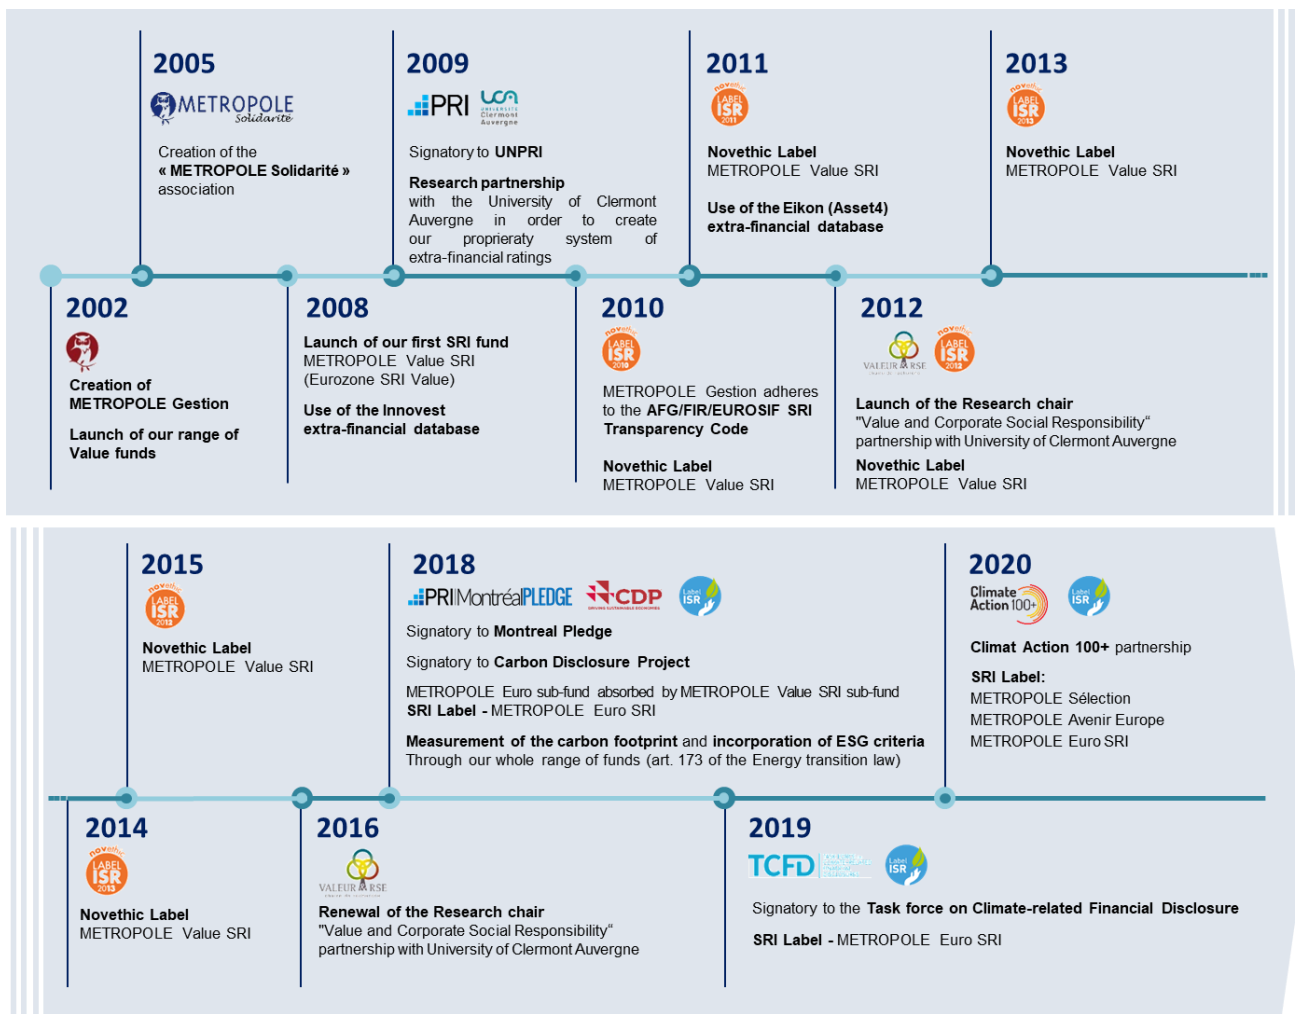 2005
METROPOLE
Solidarité
Creation of the
« METROPOLE Solidarité »
association
2009
PRI
UCA
UNIVERSITÉ
Clermont
Auvergne
Signatory to UNPRI
Research partnership
with the University of Clermont
Auvergne in order to create
our proprieraty system of
extra-financial ratings
2011
novethic
LABEL
ISR
2011
Novethic Label
METROPOLE Value SRI
Use of the Eikon (Asset4)
extra-financial database
2013
novethic
LABEL
ISR
2013
Novethic Label
METROPOLE Value SRI
2002
Creation of
METROPOLE Gestion
Launch of our range of
Value funds
2008
Launch of our first SRI fund
METROPOLE Value SRI
(Eurozone SRI Value)
Use of the Innovest
extra-financial database
2010
novethic
LABEL
ISR
2010
METROPOLE Gestion adheres
to the AFG/FIR/EUROSIF SRI
Transparency Code
Novethic Label
METROPOLE Value SRI
2012
VALEUR RSE
novethic
LABEL
ISR
2012
Launch of the Research chair
"Value and Corporate Social Responsibility“
partnership with University of Clermont Auvergne
Novethic Label
METROPOLE Value SRI
2015
novethic
LABEL
ISR
2013
Novethic Label
METROPOLE Value SRI
2018
PRI Montréal PLEDGE
CDP
DRIVING SUSTAINABLE ECONOMIES
Label
ISR
Signatory to Montreal Pledge
Signatory to Carbon Disclosure Project
METROPOLE Euro sub-fund absorbed by METROPOLE Value SRI sub-fund
SRI Label - METROPOLE Euro SRI
Measurement of the carbon footprint and incorporation of ESG criteria
Through our whole range of funds (art. 173 of the Energy transition law)
2020
Climate
Action 100+
Label
ISR
Climat Action 100+ partnership
SRI Label:
METROPOLE Sélection
METROPOLE Avenir Europe
METROPOLE Euro SRI
2014
novethic
LABEL
ISR
2013
Novethic Label
METROPOLE Value SRI
2016
VALEUR RSE
Renewal of the Research chair
"Value and Corporate Social Responsibility“
partnership with University of Clermont Auvergne
2019
TCFD
Label
ISR
Signatory to the Task force on Climate-related Financial Disclosure
SRI Label - METROPOLE Euro SRI